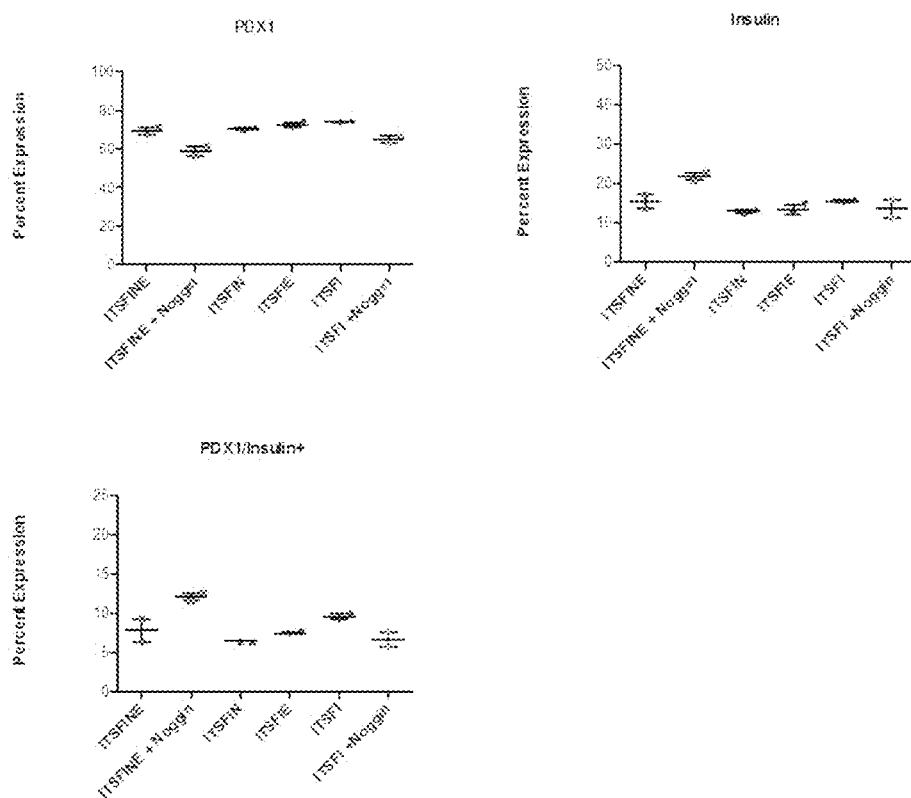 PDX1
Percent Expression
100
80
60
40
20
0
ITSFINE
ITSFINE + Noggin
ITSFIN
ITSFIE
ITSFI
ITSFI +Noggin
Insulin
Percent Expression
50
40
30
20
10
0
ITSFINE
ITSFINE + Noggin
ITSFIN
ITSFIE
ITSFI
ITSFI +Noggin
PDX1/Insulin+
Percent Expression
25
20
15
10
5
0
ITSFINE
ITSFINE + Noggin
ITSFIN
ITSFIE
ITSFI
ITSFI +Noggin